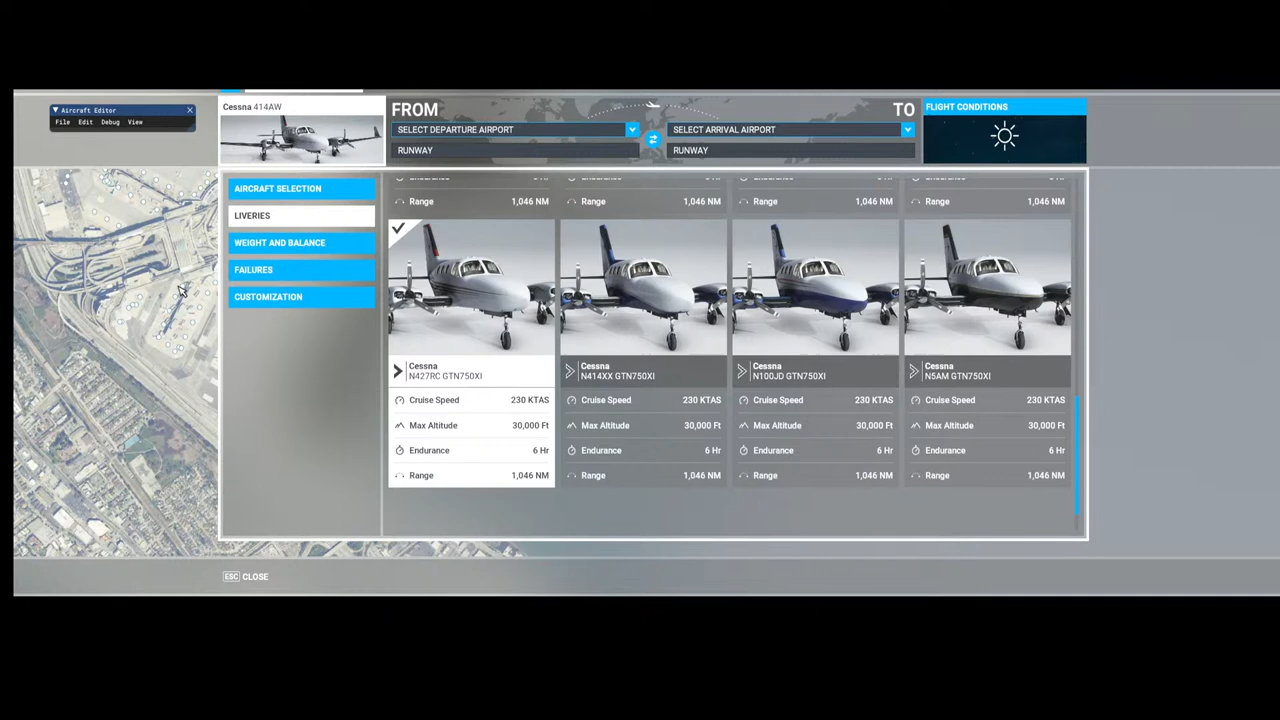 Aircraft Editor
File Edit Debug View
Cessna 414AW
FROM
SELECT DEPARTURE AIRPORT
RUNWAY
TO
SELECT ARRIVAL AIRPORT
RUNWAY
FLIGHT CONDITIONS
AIRCRAFT SELECTION
LIVERIES
WEIGHT AND BALANCE
FAILURES
CUSTOMIZATION
Range 1,046 NM
Range 1,046 NM
Range 1,046 NM
Range 1,046 NM
Cessna
N427RC GTN750XI
Cruise Speed 230 KTAS
Max Altitude 30,000 Ft
Endurance 6 Hr
Range 1,046 NM
Cessna
N414XX GTN750XI
Cruise Speed 230 KTAS
Max Altitude 30,000 Ft
Endurance 6 Hr
Range 1,046 NM
Cessna
N100JD GTN750XI
Cruise Speed 230 KTAS
Max Altitude 30,000 Ft
Endurance 6 Hr
Range 1,046 NM
Cessna
N5AM GTN750XI
Cruise Speed 230 KTAS
Max Altitude 30,000 Ft
Endurance 6 Hr
Range 1,046 NM
ESC CLOSE